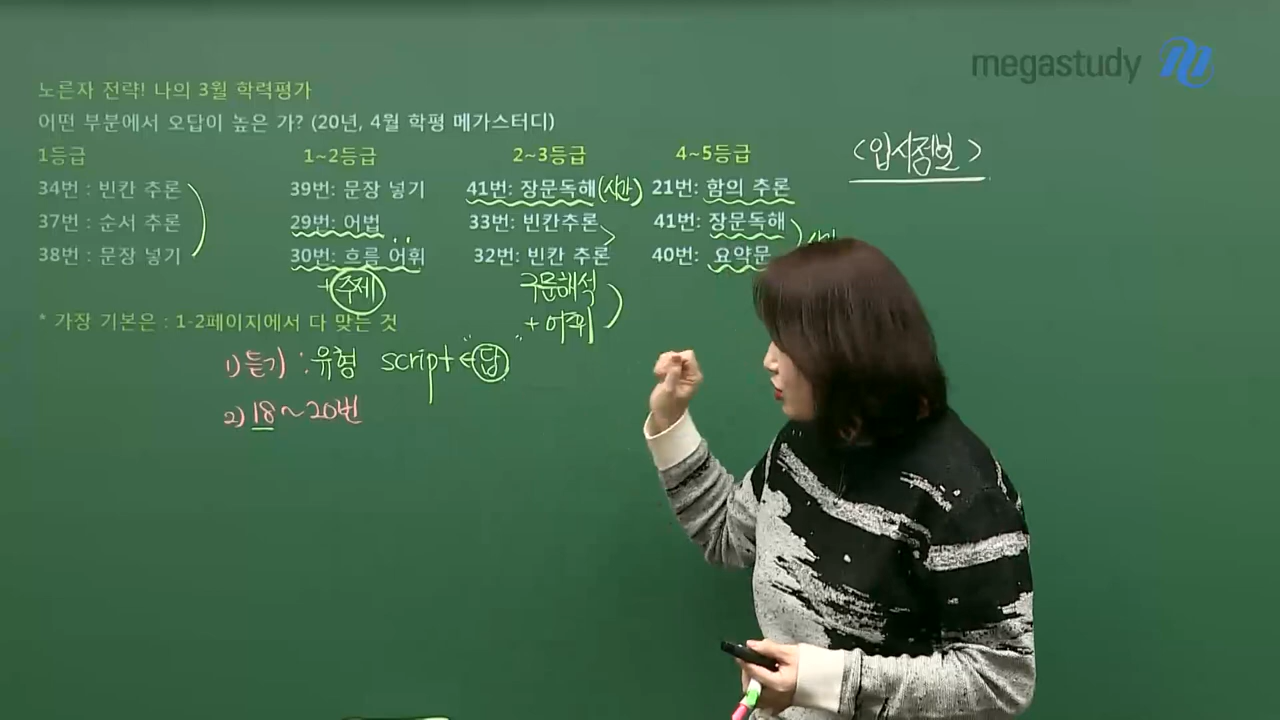 megastudy
노른자 전략! 나의 3월 학력평가
어떤 부분에서 오답이 높은 가? (20년, 4월 학평 메가스터디)
<입시정보>
1등급 1~2등급 2~3등급 4~5등급
34번 : 빈칸 추론 39번: 문장 넣기 41번: 장문독해 (시간) 21번: 함의 추론
37번 : 순서 추론 29번: 어법 33번: 빈칸추론 41번: 장문독해
38번 : 문장 넣기 30번: 흐름 어휘 32번: 빈칸 추론 40번: 요약문
+ 주제 구문해석
+ 어휘
* 가장 기본은 : 1-2페이지에서 다 맞는 것
1) 듣기 : 유형 script ← "답"
2) 18 ~ 20번